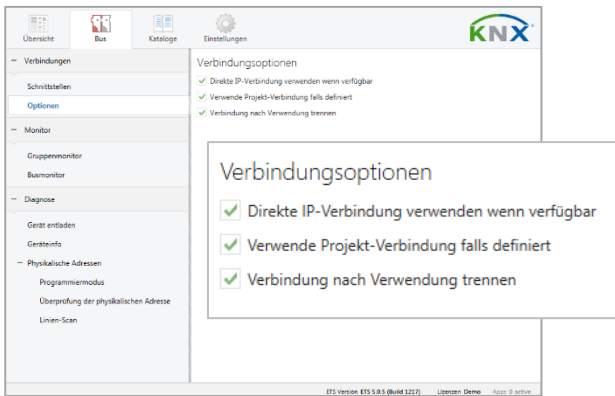 Übersicht
Bus
Kataloge
Einstellungen
KNX
Verbindungen
Schnittstellen
Optionen
Monitor
Gruppenmonitor
Busmonitor
Diagnose
Gerät entladen
Geräteinfo
Physikalische Adressen
Programmiermodus
Überprüfung der physikalischen Adresse
Linien-Scan
Verbindungsoptionen
Direkte IP-Verbindung verwenden wenn verfügbar
Verwende Projekt-Verbindung falls definiert
Verbindung nach Verwendung trennen
Verbindungsoptionen
Direkte IP-Verbindung verwenden wenn verfügbar
Verwende Projekt-Verbindung falls definiert
Verbindung nach Verwendung trennen
ETS Version ETS 5.0.5 (Build 1217) Lizenzen Demo Apps 0 active